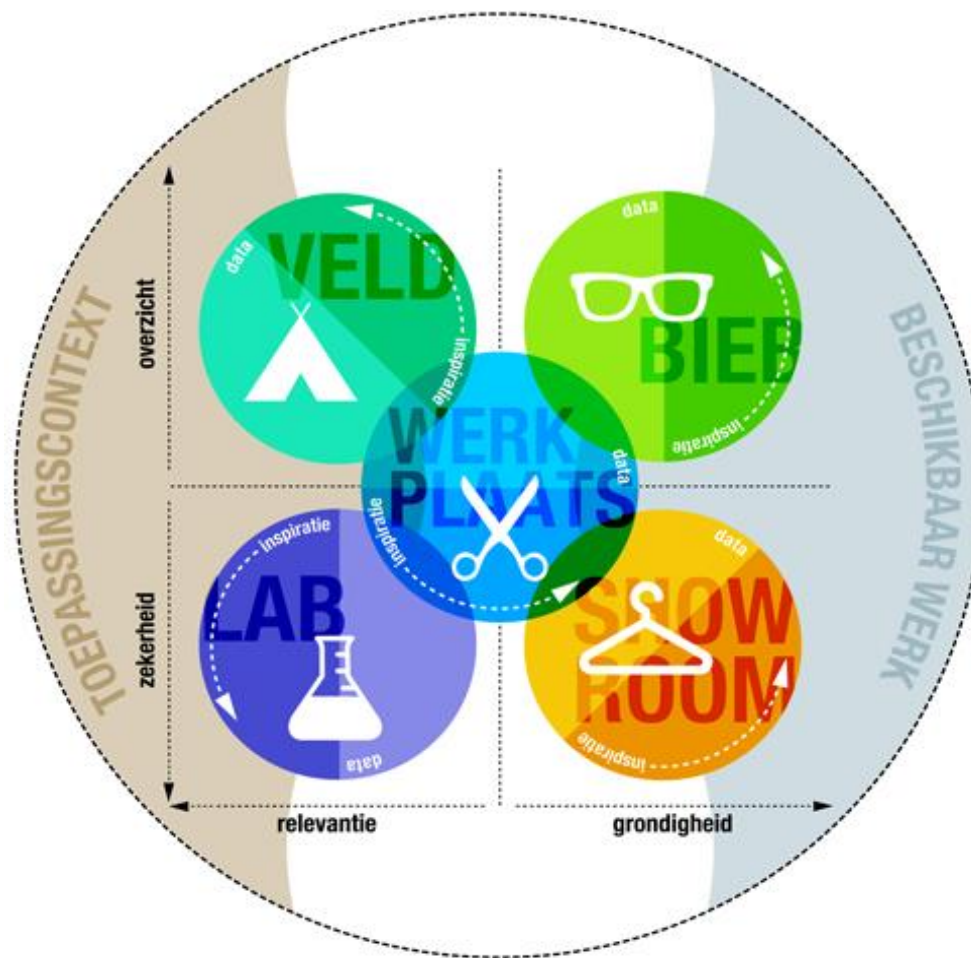 TOEPASSINGSCONTEXT
BESCHIKBAAR WERK
overzicht
zekerheid
relevantie
grondigheid
VELD
data
inspiratie
BIEB
data
inspiratie
WERK
PLAATS
data
inspiratie
LAB
inspiratie
data
SHOW
ROOM
data
inspiratie